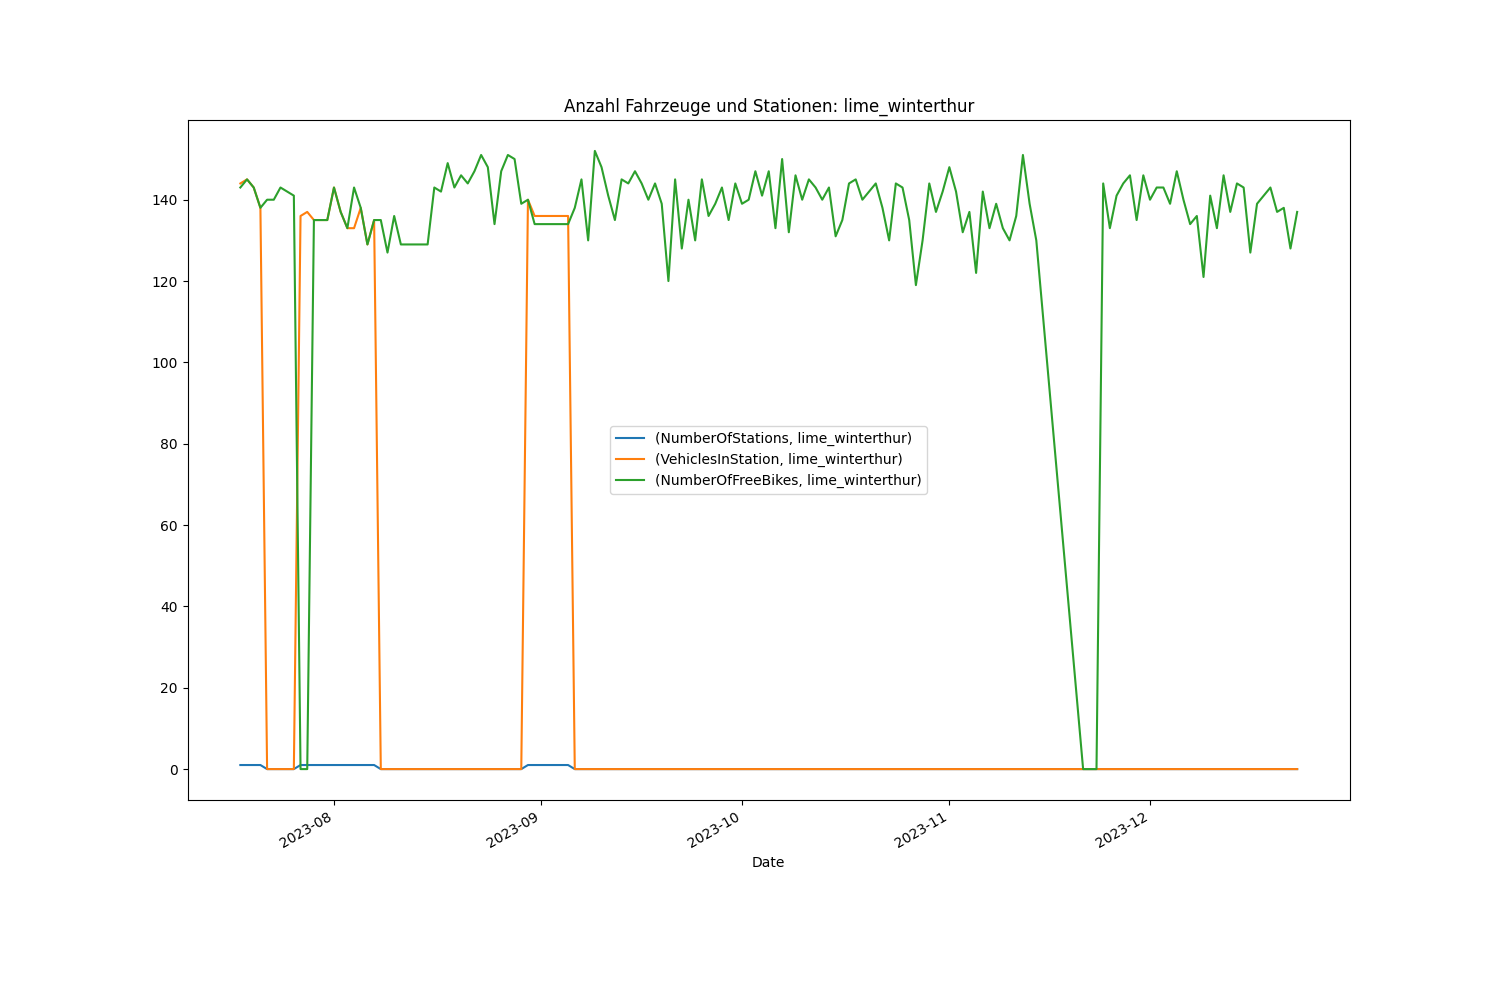 Anzahl Fahrzeuge und Stationen: lime_winterthur
140
120
100
80
60
40
20
0
(NumberOfStations, lime_winterthur)
(VehiclesInStation, lime_winterthur)
(NumberOfFreeBikes, lime_winterthur)
2023-08
2023-09
2023-10
2023-11
2023-12
Date